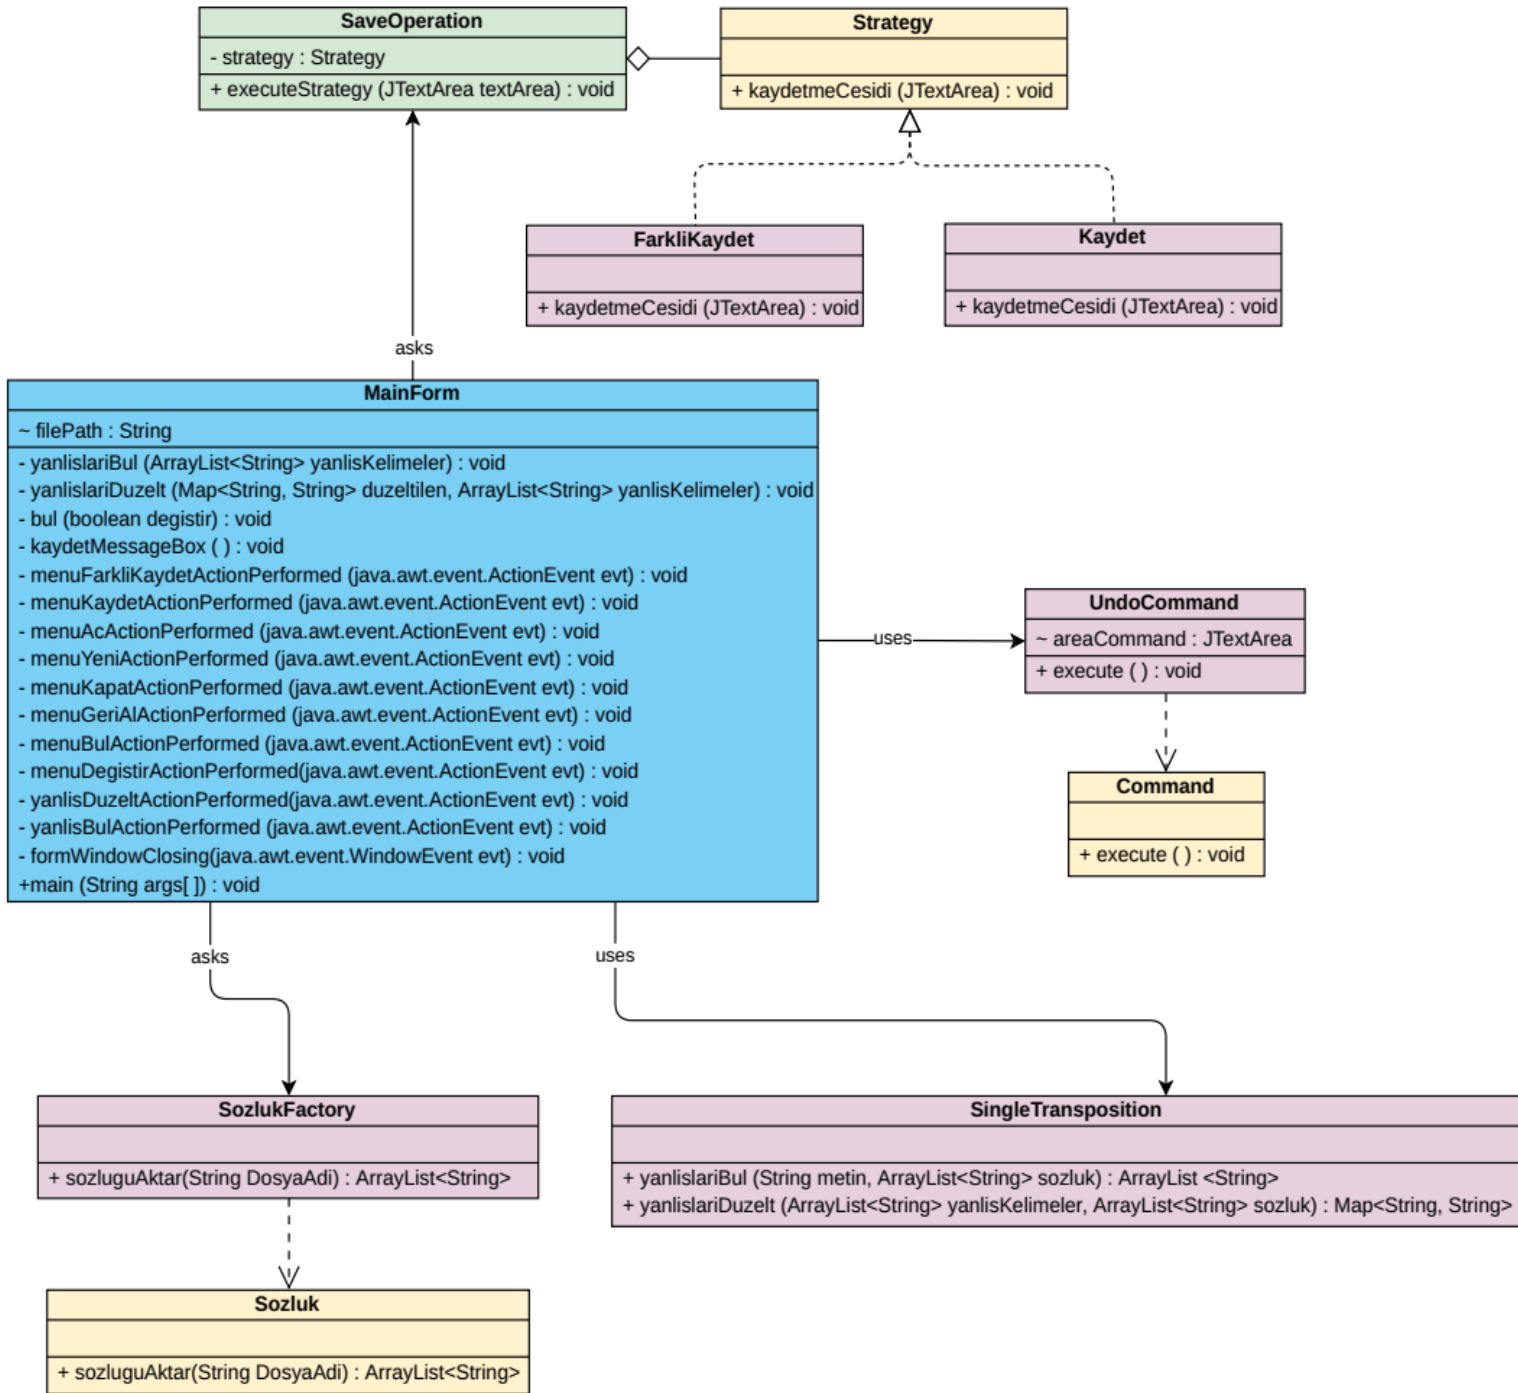 SaveOperation
- strategy : Strategy
+ executeStrategy (JTextArea textArea) : void
Strategy
+ kaydetmeCesidi (JTextArea) : void
FarkliKaydet
+ kaydetmeCesidi (JTextArea) : void
Kaydet
+ kaydetmeCesidi (JTextArea) : void
asks
MainForm
~ filePath : String
- yanlislariBul (ArrayList<String> yanlisKelimeler) : void
- yanlislariDuzelt (Map<String, String> duzeltilen, ArrayList<String> yanlisKelimeler) : void
- bul (boolean degistir) : void
- kaydetMessageBox ( ) : void
- menuFarkliKaydetActionPerformed (java.awt.event.ActionEvent evt) : void
- menuKaydetActionPerformed (java.awt.event.ActionEvent evt) : void
- menuAcActionPerformed (java.awt.event.ActionEvent evt) : void
- menuYeniActionPerformed (java.awt.event.ActionEvent evt) : void
- menuKapatActionPerformed (java.awt.event.ActionEvent evt) : void
- menuGeriAlActionPerformed (java.awt.event.ActionEvent evt) : void
- menuBulActionPerformed (java.awt.event.ActionEvent evt) : void
- menuDegistirActionPerformed(java.awt.event.ActionEvent evt) : void
- yanlisDuzeltActionPerformed(java.awt.event.ActionEvent evt) : void
- yanlisBulActionPerformed (java.awt.event.ActionEvent evt) : void
- formWindowClosing(java.awt.event.WindowEvent evt) : void
+main (String args[ ]) : void
uses
UndoCommand
~ areaCommand : JTextArea
+ execute ( ) : void
Command
+ execute ( ) : void
asks
uses
SozlukFactory
+ sozluguAktar(String DosyaAdi) : ArrayList<String>
SingleTransposition
+ yanlislariBul (String metin, ArrayList<String> sozluk) : ArrayList <String>
+ yanlislariDuzelt (ArrayList<String> yanlisKelimeler, ArrayList<String> sozluk) : Map<String, String>
Sozluk
+ sozluguAktar(String DosyaAdi) : ArrayList<String>